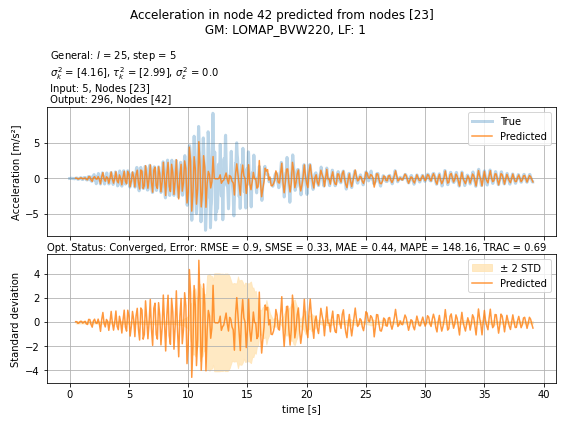 Acceleration in node 42 predicted from nodes [23]
GM: LOMAP_BVW220, LF: 1
General: l = 25, step = 5
σ²ₖ = [4.16], τ²ₖ = [2.99], σ²ε = 0.0
Input: 5, Nodes [23]
Output: 296, Nodes [42]
Acceleration [m/s²]
5
0
−5
True
Predicted
Opt. Status: Converged, Error: RMSE = 0.9, SMSE = 0.33, MAE = 0.44, MAPE = 148.16, TRAC = 0.69
Standard deviation
4
2
0
−2
−4
± 2 STD
Predicted
0 5 10 15 20 25 30 35 40
time [s]